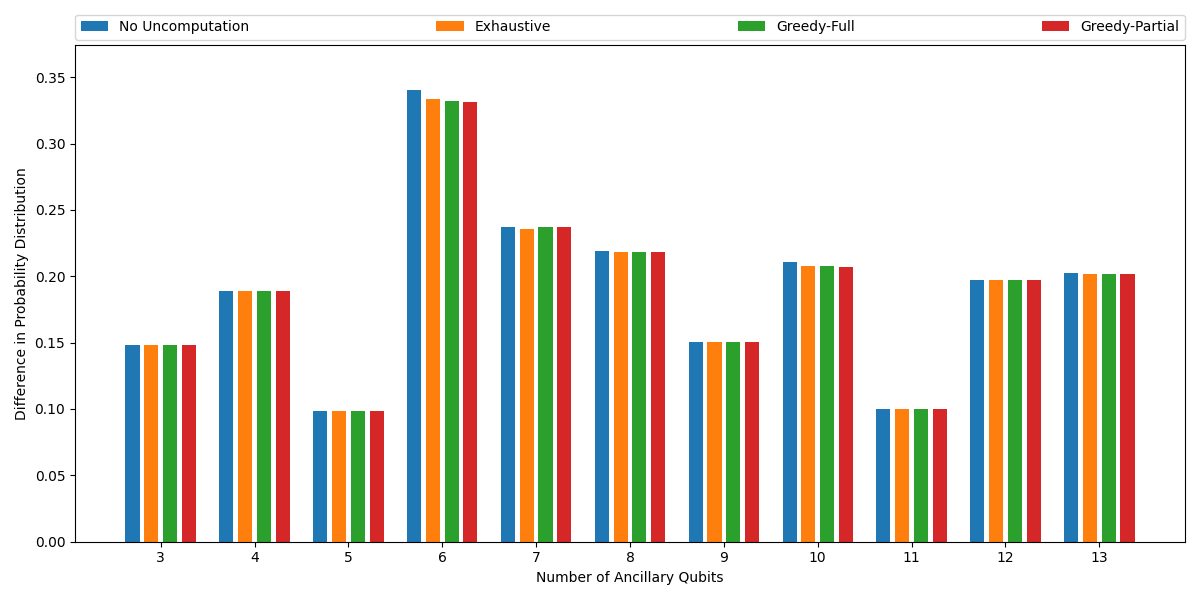 No Uncomputation Exhaustive Greedy-Full Greedy-Partial
0.35
0.30
0.25
0.20
0.15
0.10
0.05
0.00
Difference in Probability Distribution
3 4 5 6 7 8 9 10 11 12 13
Number of Ancillary Qubits